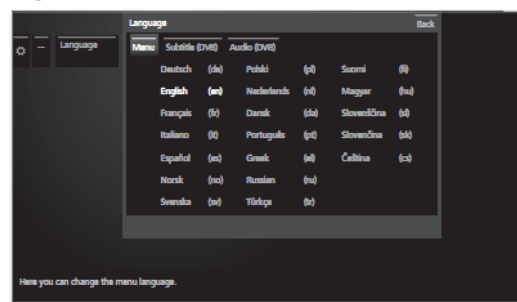 Language Back
Language
Menu Subtitle (DVB) Audio (DVB)
Deutsch (de) Polski (pl) Suomi (fi)
English (en) Nederlands (nl) Magyar (hu)
Français (fr) Dansk (da) Slovenščina (sl)
Italiano (it) Português (pt) Slovenčina (sk)
Español (es) Greek (el) Čeština (cs)
Norsk (no) Russian (ru)
Svenska (sv) Türkçe (tr)
Here you can change the menu language.